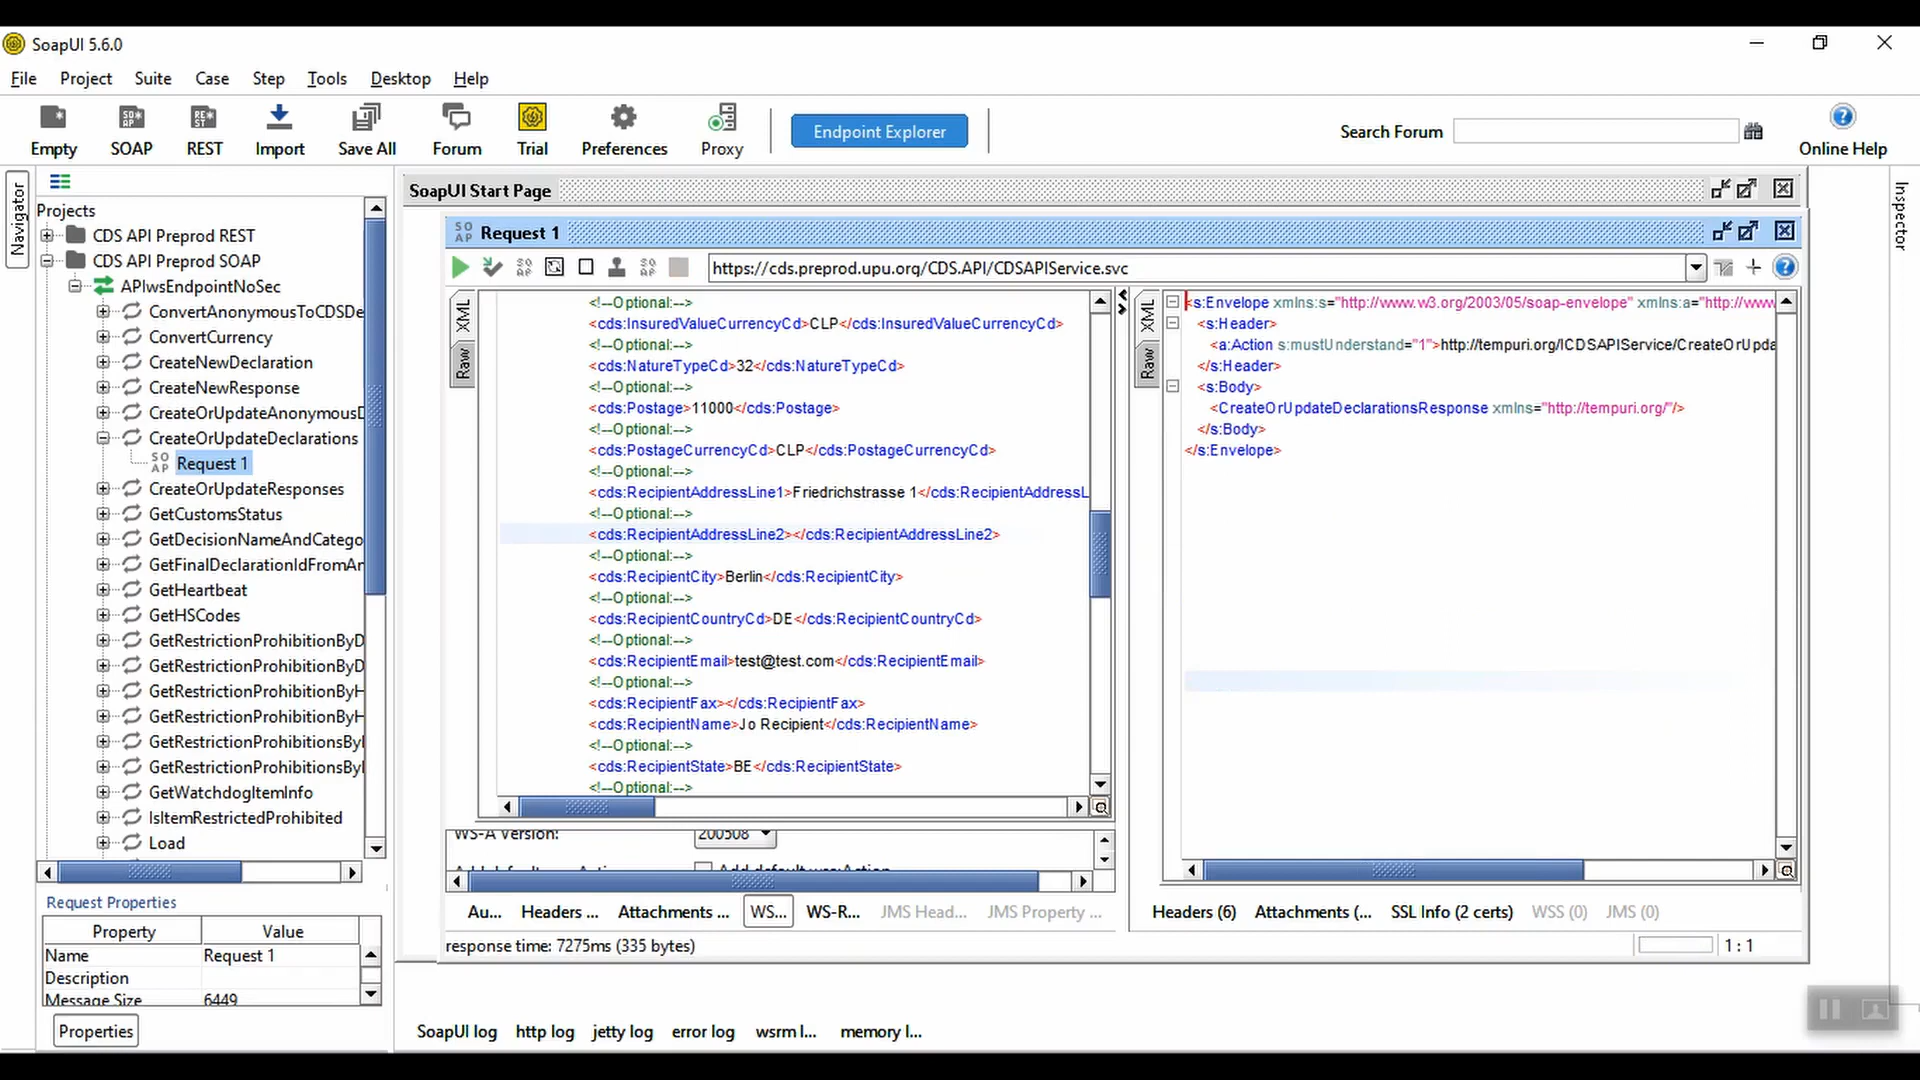 SoapUI 5.6.0
File Project Suite Case Step Tools Desktop Help
Empty SOAP REST Import Save All Forum Trial Preferences Proxy
Endpoint Explorer
Search Forum
Online Help
Navigator
Projects
CDS API Preprod REST
CDS API Preprod SOAP
APIwsEndpointNoSec
ConvertAnonymousToCDSDe
ConvertCurrency
CreateNewDeclaration
CreateNewResponse
CreateOrUpdateAnonymousD
CreateOrUpdateDeclarations
Request 1
CreateOrUpdateResponses
GetCustomsStatus
GetDecisionNameAndCatego
GetFinalDeclarationIdFromAn
GetHeartbeat
GetHSCodes
GetRestrictionProhibitionByD
GetRestrictionProhibitionByD
GetRestrictionProhibitionByH
GetRestrictionProhibitionByH
GetRestrictionProhibitionsByI
GetRestrictionProhibitionsByI
GetWatchdogItemInfo
IsItemRestrictedProhibited
Load
Request Properties
Property Value
Name Request 1
Description
Message Size 6449
Properties
SoapUI Start Page
Request 1
https://cds.preprod.upu.org/CDS.API/CDSAPIService.svc
XML
Raw
<!--Optional:-->
<cds:InsuredValueCurrencyCd>CLP</cds:InsuredValueCurrencyCd>
<!--Optional:-->
<cds:NatureTypeCd>32</cds:NatureTypeCd>
<!--Optional:-->
<cds:Postage>11000</cds:Postage>
<!--Optional:-->
<cds:PostageCurrencyCd>CLP</cds:PostageCurrencyCd>
<!--Optional:-->
<cds:RecipientAddressLine1>Friedrichstrasse 1</cds:RecipientAddressL
<!--Optional:-->
<cds:RecipientAddressLine2></cds:RecipientAddressLine2>
<!--Optional:-->
<cds:RecipientCity>Berlin</cds:RecipientCity>
<!--Optional:-->
<cds:RecipientCountryCd>DE</cds:RecipientCountryCd>
<!--Optional:-->
<cds:RecipientEmail>test@test.com</cds:RecipientEmail>
<!--Optional:-->
<cds:RecipientFax></cds:RecipientFax>
<cds:RecipientName>Jo Recipient</cds:RecipientName>
<!--Optional:-->
<cds:RecipientState>BE</cds:RecipientState>
<!--Optional:-->
WS-A Version: 200508
Add default wsa:Action
Au... Headers ... Attachments ... WS... WS-R... JMS Head... JMS Property ...
response time: 7275ms (335 bytes)
XML
Raw
<s:Envelope xmlns:s="http://www.w3.org/2003/05/soap-envelope" xmlns:a="http://www
<s:Header>
<a:Action s:mustUnderstand="1">http://tempuri.org/ICDSAPIService/CreateOrUpda
</s:Header>
<s:Body>
<CreateOrUpdateDeclarationsResponse xmlns="http://tempuri.org/"/>
</s:Body>
</s:Envelope>
Headers (6) Attachments (... SSL Info (2 certs) WSS (0) JMS (0)
1 : 1
Inspector
SoapUI log http log jetty log error log wsrm l... memory l...